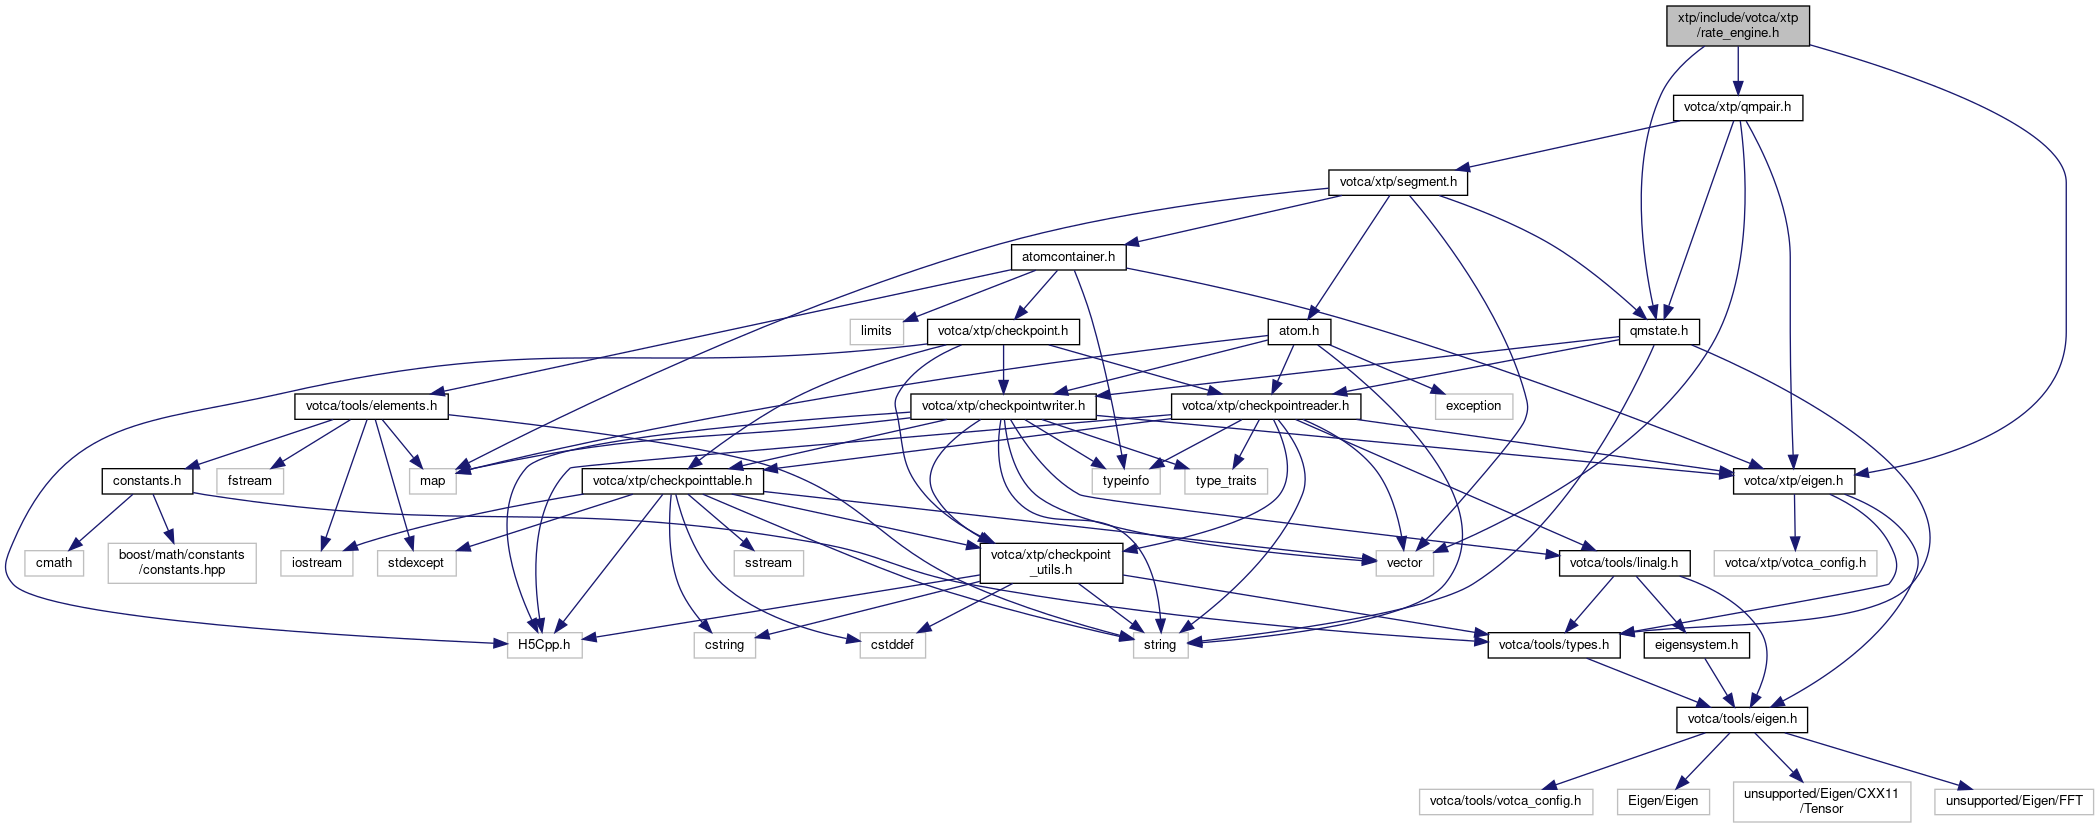 xtp/include/votca/xtp
/rate_engine.h
votca/xtp/qmpair.h
votca/xtp/segment.h
atomcontainer.h
limits
votca/xtp/checkpoint.h
atom.h
qmstate.h
votca/tools/elements.h
votca/xtp/checkpointwriter.h
votca/xtp/checkpointreader.h
exception
constants.h
fstream
map
votca/xtp/checkpointtable.h
typeinfo
type_traits
votca/xtp/eigen.h
cmath
boost/math/constants
/constants.hpp
iostream
stdexcept
sstream
votca/xtp/checkpoint
_utils.h
vector
votca/tools/linalg.h
votca/xtp/votca_config.h
H5Cpp.h
cstring
cstddef
string
votca/tools/types.h
eigensystem.h
votca/tools/eigen.h
votca/tools/votca_config.h
Eigen/Eigen
unsupported/Eigen/CXX11
/Tensor
unsupported/Eigen/FFT